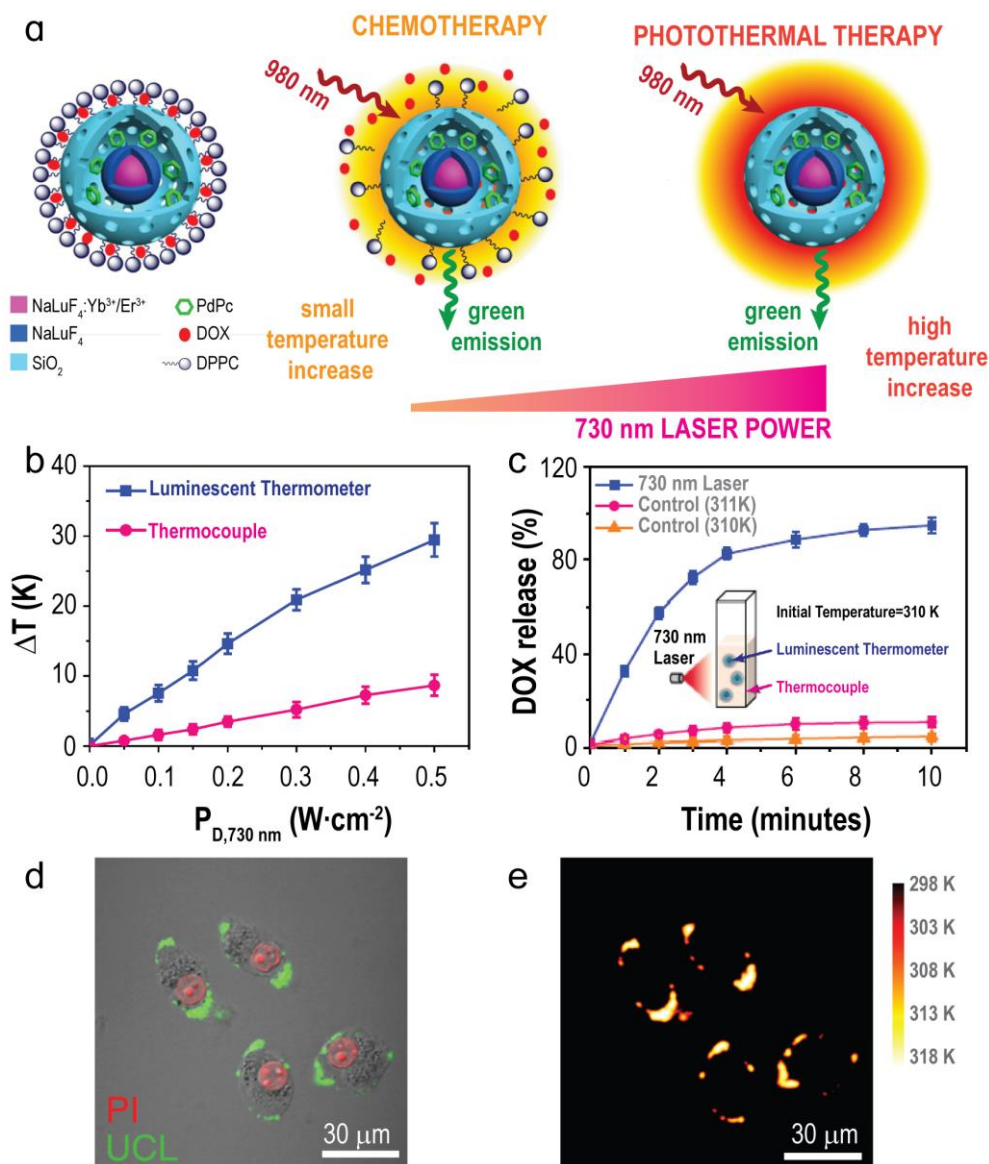 a
CHEMOTHERAPY
PHOTOTHERMAL THERAPY
980 nm
980 nm
NaLuF₄:Yb³⁺/Er³⁺
NaLuF₄
SiO₂
PdPc
DOX
DPPC
small
temperature
increase
green
emission
green
emission
high
temperature
increase
730 nm LASER POWER
b
40
30
20
10
0
ΔT (K)
Luminescent Thermometer
Thermocouple
0.0 0.1 0.2 0.3 0.4 0.5
P_D,730 nm (W·cm⁻²)
c
120
80
40
0
DOX release (%)
730 nm Laser
Control (311K)
Control (310K)
Initial Temperature=310 K
730 nm
Laser
Luminescent Thermometer
Thermocouple
0 2 4 6 8 10
Time (minutes)
d
PI
UCL
30 μm
e
298 K
303 K
308 K
313 K
318 K
30 μm